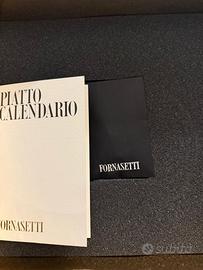 PIATTO
CALENDARIO
FORNASETTI
FORNASETTI
subito